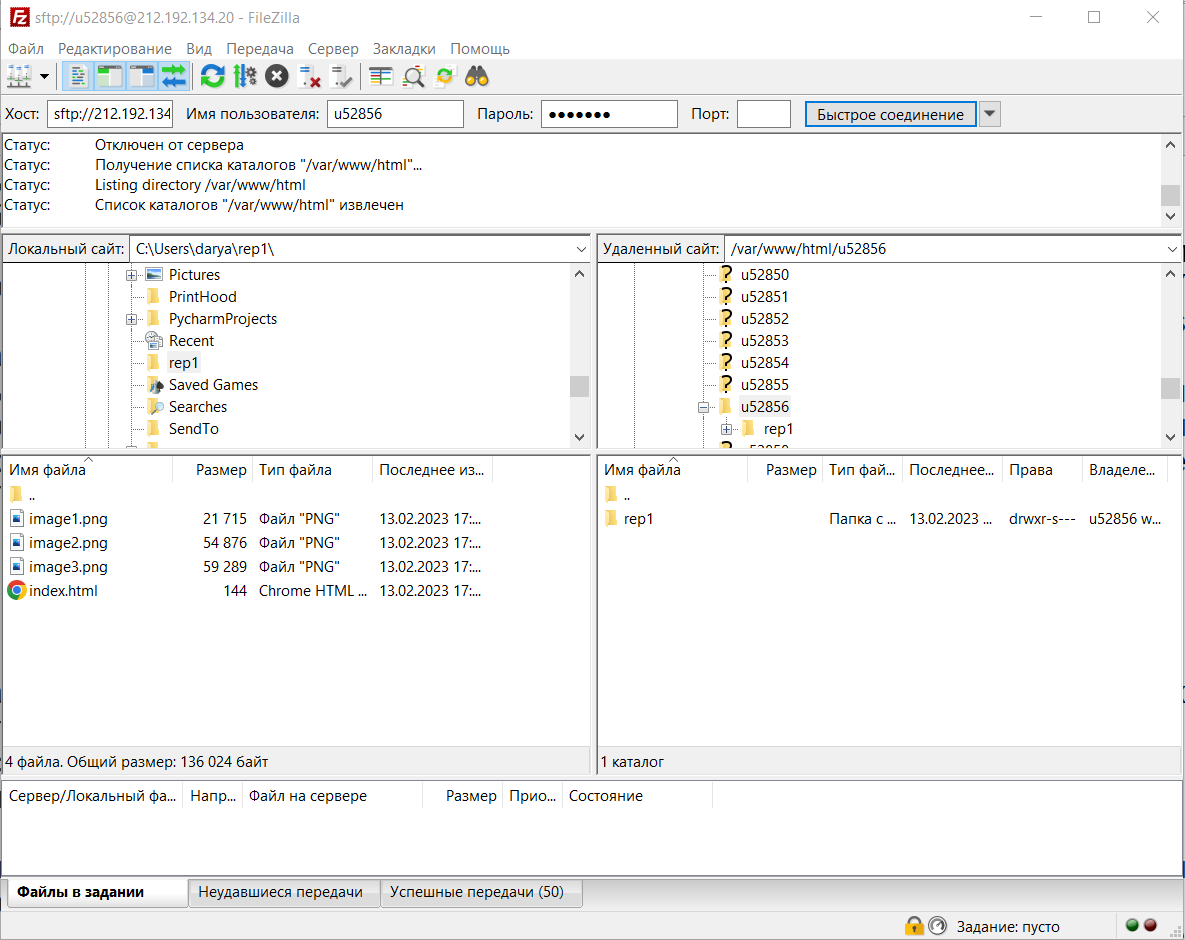 sftp://u52856@212.192.134.20 - FileZilla
Файл Редактирование Вид Передача Сервер Закладки Помощь
Хост: sftp://212.192.134 Имя пользователя: u52856 Пароль: ●●●●●●● Порт: Быстрое соединение
Статус: Отключен от сервера
Статус: Получение списка каталогов "/var/www/html"...
Статус: Listing directory /var/www/html
Статус: Список каталогов "/var/www/html" извлечен
Локальный сайт: C:\Users\darya\rep1\
Pictures
PrintHood
PycharmProjects
Recent
rep1
Saved Games
Searches
SendTo
Удаленный сайт: /var/www/html/u52856
u52850
u52851
u52852
u52853
u52854
u52855
u52856
rep1
Имя файла Размер Тип файла Последнее из...
..
image1.png 21 715 Файл "PNG" 13.02.2023 17:...
image2.png 54 876 Файл "PNG" 13.02.2023 17:...
image3.png 59 289 Файл "PNG" 13.02.2023 17:...
index.html 144 Chrome HTML ... 13.02.2023 17:...
4 файла. Общий размер: 136 024 байт
Имя файла Размер Тип фай... Последнее... Права Владеле...
..
rep1 Папка с ... 13.02.2023 ... drwxr-s--- u52856 w...
1 каталог
Сервер/Локальный фа... Напр... Файл на сервере Размер Прио... Состояние
Файлы в задании Неудавшиеся передачи Успешные передачи (50)
Задание: пусто